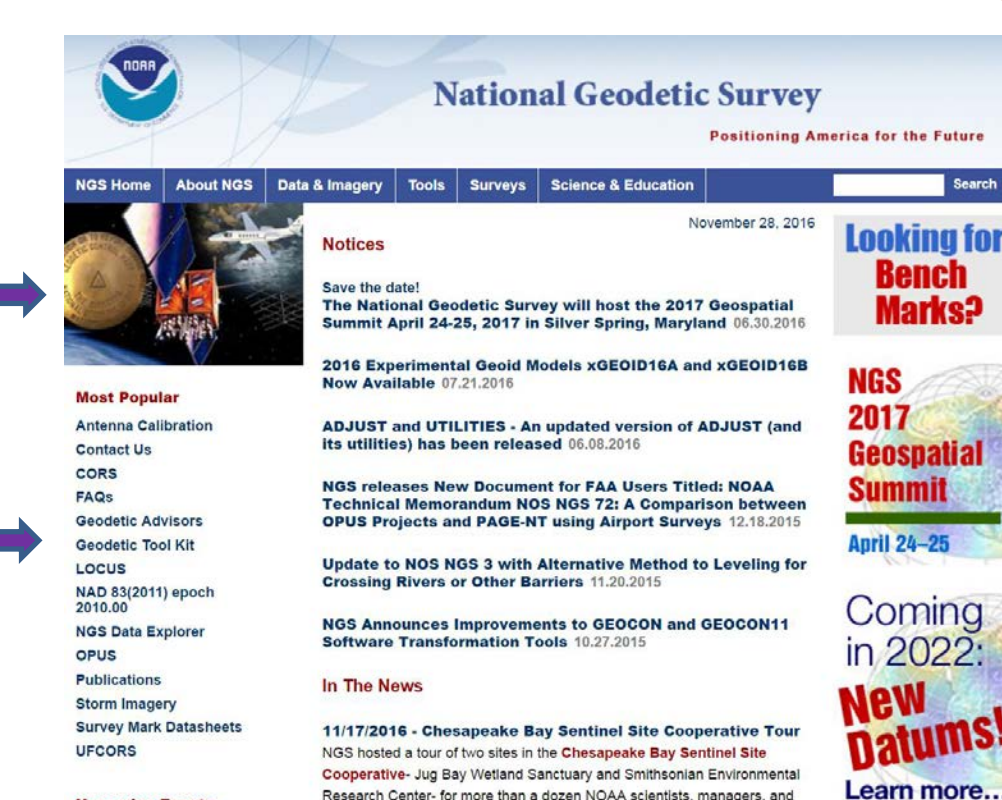 NOAA
National Geodetic Survey
Positioning America for the Future
NGS Home
About NGS
Data & Imagery
Tools
Surveys
Science & Education
Search
November 28, 2016
Most Popular
Antenna Calibration
Contact Us
CORS
FAQs
Geodetic Advisors
Geodetic Tool Kit
LOCUS
NAD 83(2011) epoch
2010.00
NGS Data Explorer
OPUS
Publications
Storm Imagery
Survey Mark Datasheets
UFCORS
Notices
Save the date!
The National Geodetic Survey will host the 2017 Geospatial
Summit April 24-25, 2017 in Silver Spring, Maryland 06.30.2016
2016 Experimental Geoid Models xGEOID16A and xGEOID16B
Now Available 07.21.2016
ADJUST and UTILITIES - An updated version of ADJUST (and
its utilities) has been released 06.08.2016
NGS releases New Document for FAA Users Titled: NOAA
Technical Memorandum NOS NGS 72: A Comparison between
OPUS Projects and PAGE-NT using Airport Surveys 12.18.2015
Update to NOS NGS 3 with Alternative Method to Leveling for
Crossing Rivers or Other Barriers 11.20.2015
NGS Announces Improvements to GEOCON and GEOCON11
Software Transformation Tools 10.27.2015
In The News
11/17/2016 - Chesapeake Bay Sentinel Site Cooperative Tour
NGS hosted a tour of two sites in the Chesapeake Bay Sentinel Site
Cooperative- Jug Bay Wetland Sanctuary and Smithsonian Environmental
Research Center- for more than a dozen NOAA scientists, managers, and
Looking for
Bench
Marks?
NGS
2017
Geospatial
Summit
April 24–25
Coming
in 2022:
New
Datums!
Learn more..